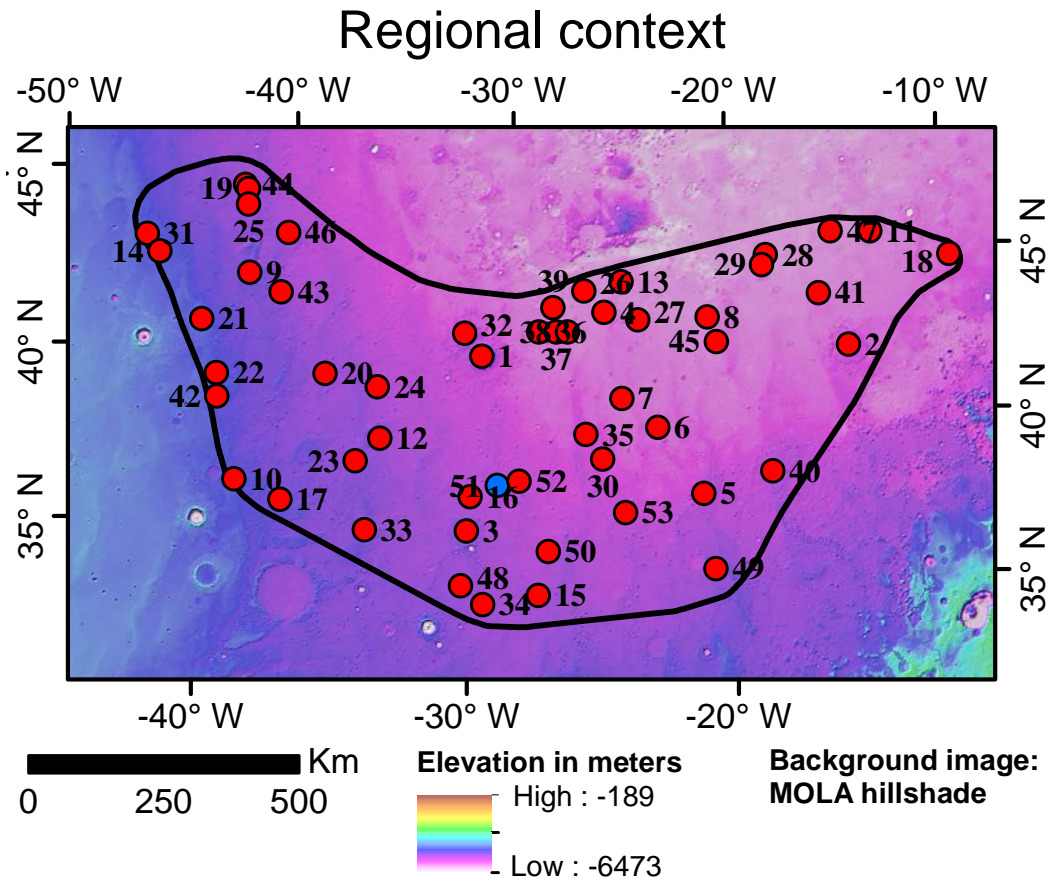 Regional context
-50° W -40° W -30° W -20° W -10° W
45° N
40° N
35° N
45° N
40° N
35° N
19 44
25 46
14 31
9
43
21
22
42
20
24
12
23
10
17
33
39 26 13
32
1
38 36
37
4 27
8
45
29 28
47 11
18
41
2
7
35 6
30
51 16 52
53
5
40
3
50
48
34 15
49
-40° W -30° W -20° W
Km
0 250 500
Elevation in meters
High : -189
Low : -6473
Background image:
MOLA hillshade